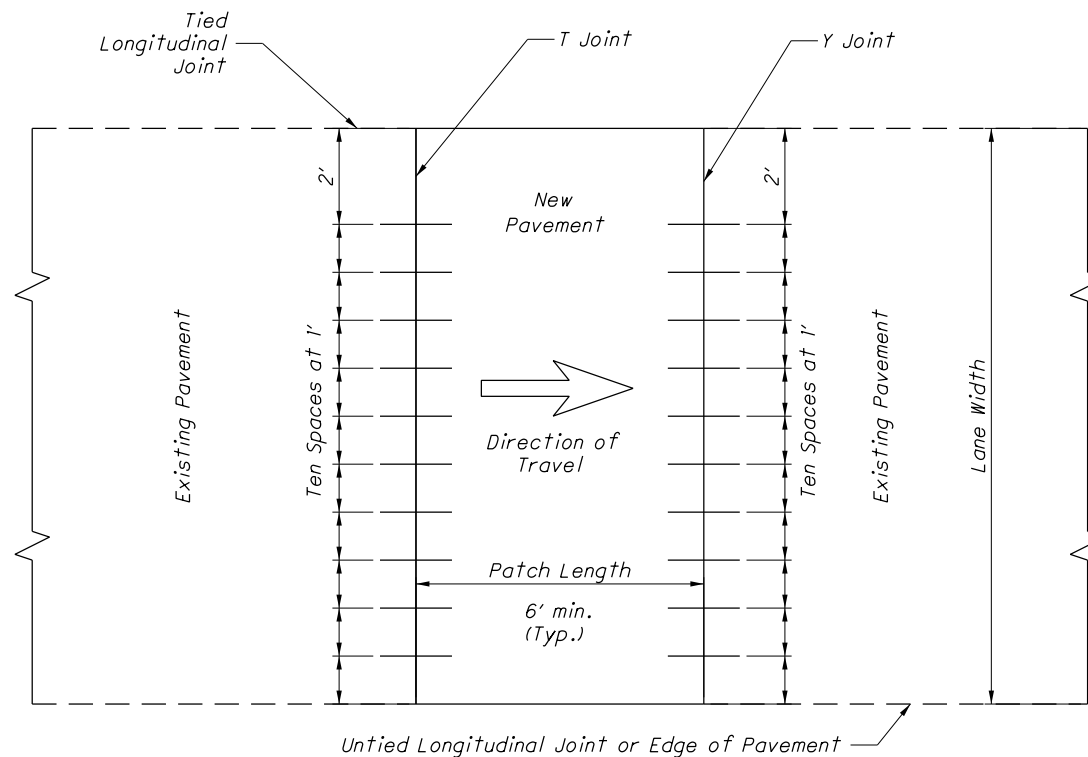 Tied
Longitudinal
Joint
T Joint
Y Joint
2'
2'
New
Pavement
Existing Pavement
Ten Spaces at 1'
Direction of
Travel
Ten Spaces at 1'
Existing Pavement
Lane Width
Patch Length
6' min.
(Typ.)
Untied Longitudinal Joint or Edge of Pavement